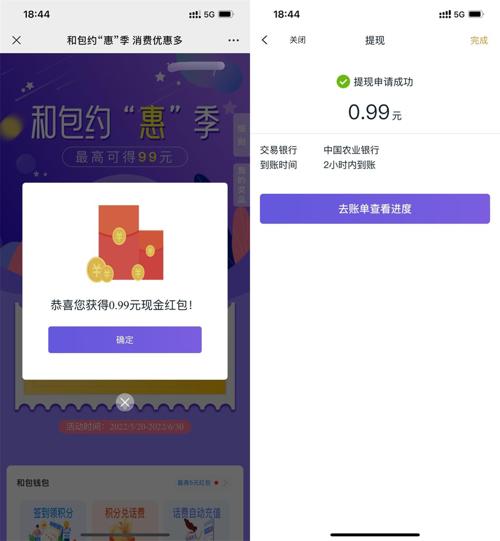 18:44
5G
和包约“惠”季 消费优惠多
和包约“惠”季
最高可得99元
规则
我的奖品
¥
¥
¥
¥
¥
恭喜您获得0.99元现金红包！
确定
活动时间：2022/5/20-2022/6/30
和包钱包
最高5元红包
签到领积分
积分兑话费
话费自动充值
18:44
5G
关闭
提现
完成
提现申请成功
0.99元
交易银行 中国农业银行
到账时间 2小时内到账
去账单查看进度